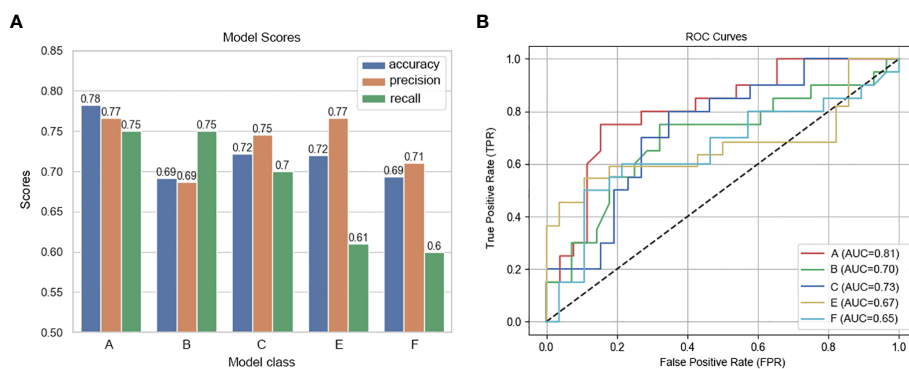 A
Model Scores
0.85
0.80
0.75
0.70
0.65
0.60
0.55
0.50
Scores
accuracy
precision
recall
0.78
0.77
0.75
0.69
0.69
0.75
0.72
0.75
0.7
0.72
0.77
0.61
0.69
0.71
0.6
A B C E F
Model class
B
ROC Curves
1.0
0.8
0.6
0.4
0.2
0.0
True Positive Rate (TPR)
A (AUC=0.81)
B (AUC=0.70)
C (AUC=0.73)
E (AUC=0.67)
F (AUC=0.65)
0.0 0.2 0.4 0.6 0.8 1.0
False Positive Rate (FPR)